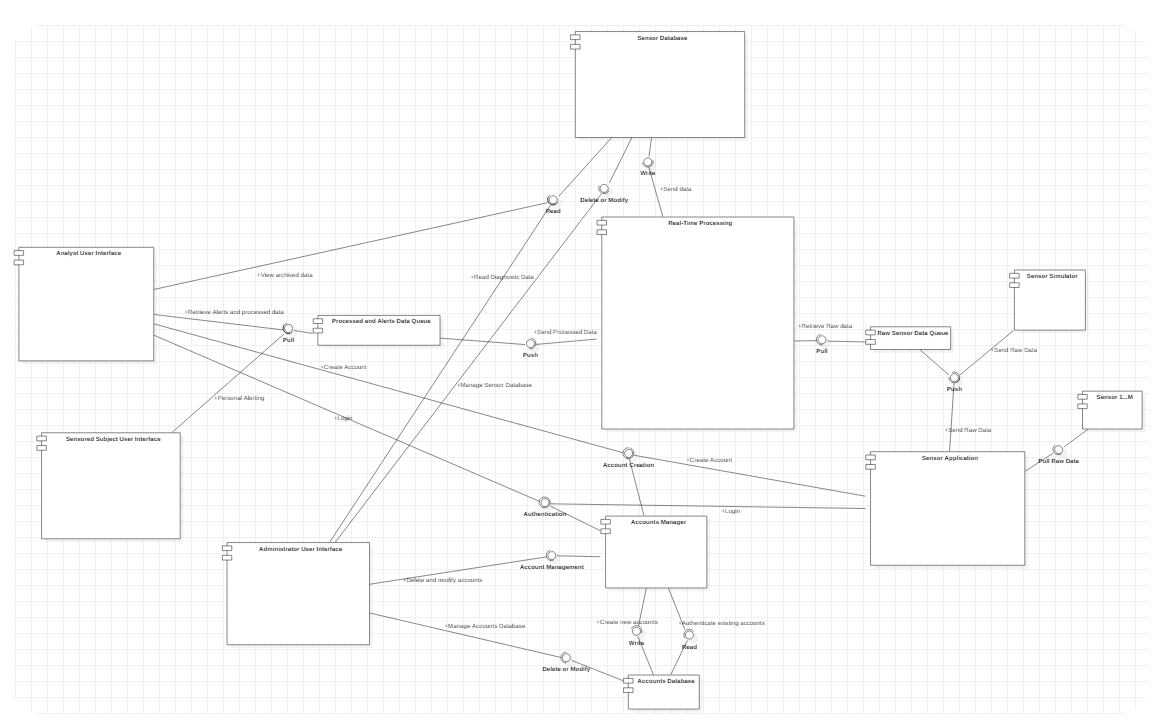 Sensor Database
Write
+Send data
Delete or Modify
Read
Real-Time Processing
Analyst User Interface
+View archived data
+Read Diagnostic Data
Sensor Simulator
+Retrieve Alerts and processed data
Processed and Alerts Data Queue
Pull
+Send Processed Data
Push
+Retrieve Raw data
Pull
Raw Sensor Data Queue
+Send Raw Data
+Create Account
+Manage Sensor Database
Push
+Personal Alerting
Sensor 1...M
+Login
+Send Raw Data
Sensored Subject User Interface
Account Creation
+Create Account
Sensor Application
Pull Raw Data
Authentication
+Login
Accounts Manager
Administrator User Interface
Account Management
+Delete and modify accounts
+Manage Accounts Database
+Create new accounts
+Authenticate existing accounts
Write
Read
Delete or Modify
Accounts Database